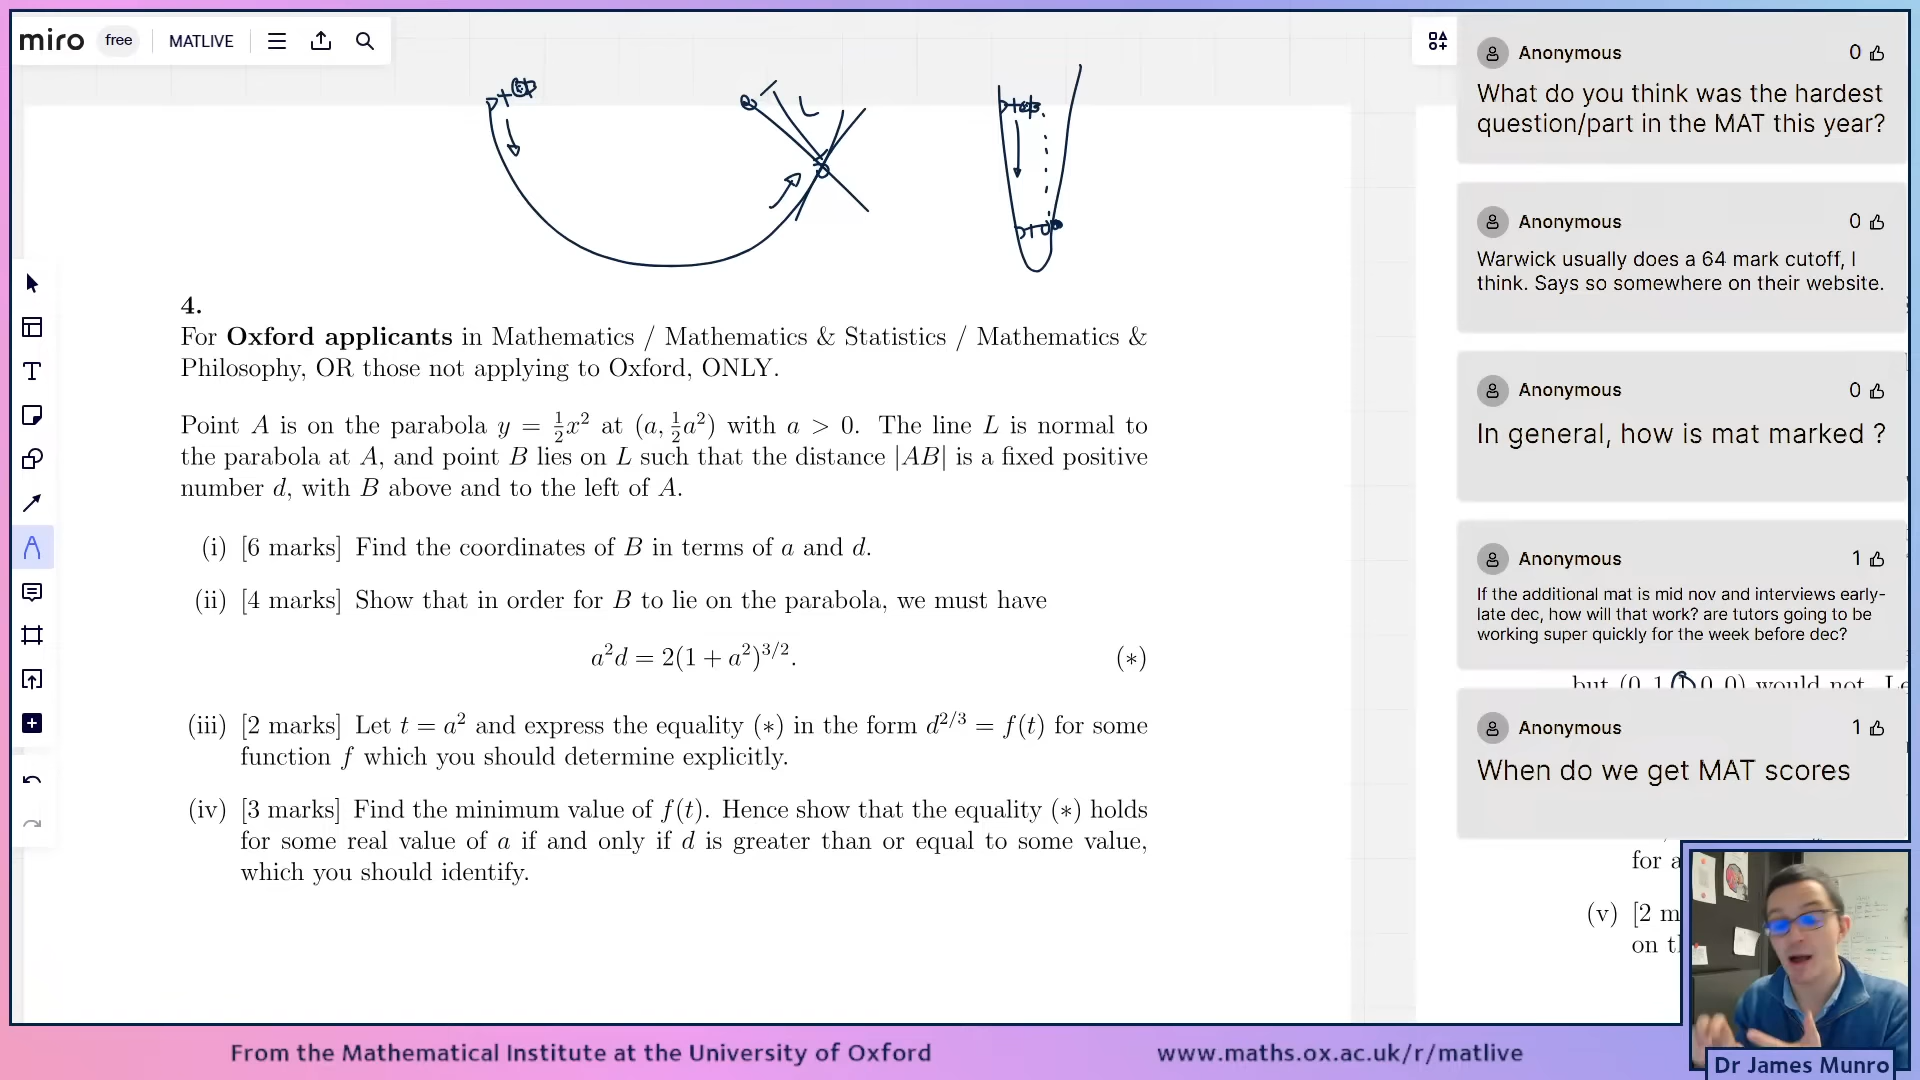 miro free MATLIVE
L
4.
For Oxford applicants in Mathematics / Mathematics & Statistics / Mathematics &
Philosophy, OR those not applying to Oxford, ONLY.
Point A is on the parabola y = ½x² at (a, ½a²) with a > 0. The line L is normal to
the parabola at A, and point B lies on L such that the distance |AB| is a fixed positive
number d, with B above and to the left of A.
(i) [6 marks] Find the coordinates of B in terms of a and d.
(ii) [4 marks] Show that in order for B to lie on the parabola, we must have
a²d = 2(1 + a²)^{3/2}. (∗)
(iii) [2 marks] Let t = a² and express the equality (∗) in the form d^{2/3} = f(t) for some
function f which you should determine explicitly.
(iv) [3 marks] Find the minimum value of f(t). Hence show that the equality (∗) holds
for some real value of a if and only if d is greater than or equal to some value,
which you should identify.
Anonymous 0
What do you think was the hardest
question/part in the MAT this year?
Anonymous 0
Warwick usually does a 64 mark cutoff, I
think. Says so somewhere on their website.
Anonymous 0
In general, how is mat marked ?
Anonymous 1
If the additional mat is mid nov and interviews early-
late dec, how will that work? are tutors going to be
working super quickly for the week before dec?
Anonymous 1
When do we get MAT scores
for a
(v) [2 m
on t
From the Mathematical Institute at the University of Oxford
www.maths.ox.ac.uk/r/matlive
Dr James Munro